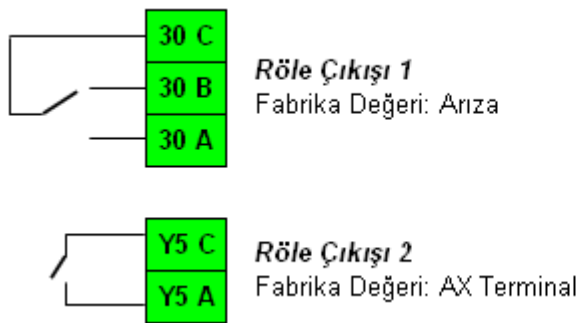 30 C
30 B
30 A
Röle Çıkışı 1
Fabrika Değeri: Arıza
Y5 C
Y5 A
Röle Çıkışı 2
Fabrika Değeri: AX Terminal